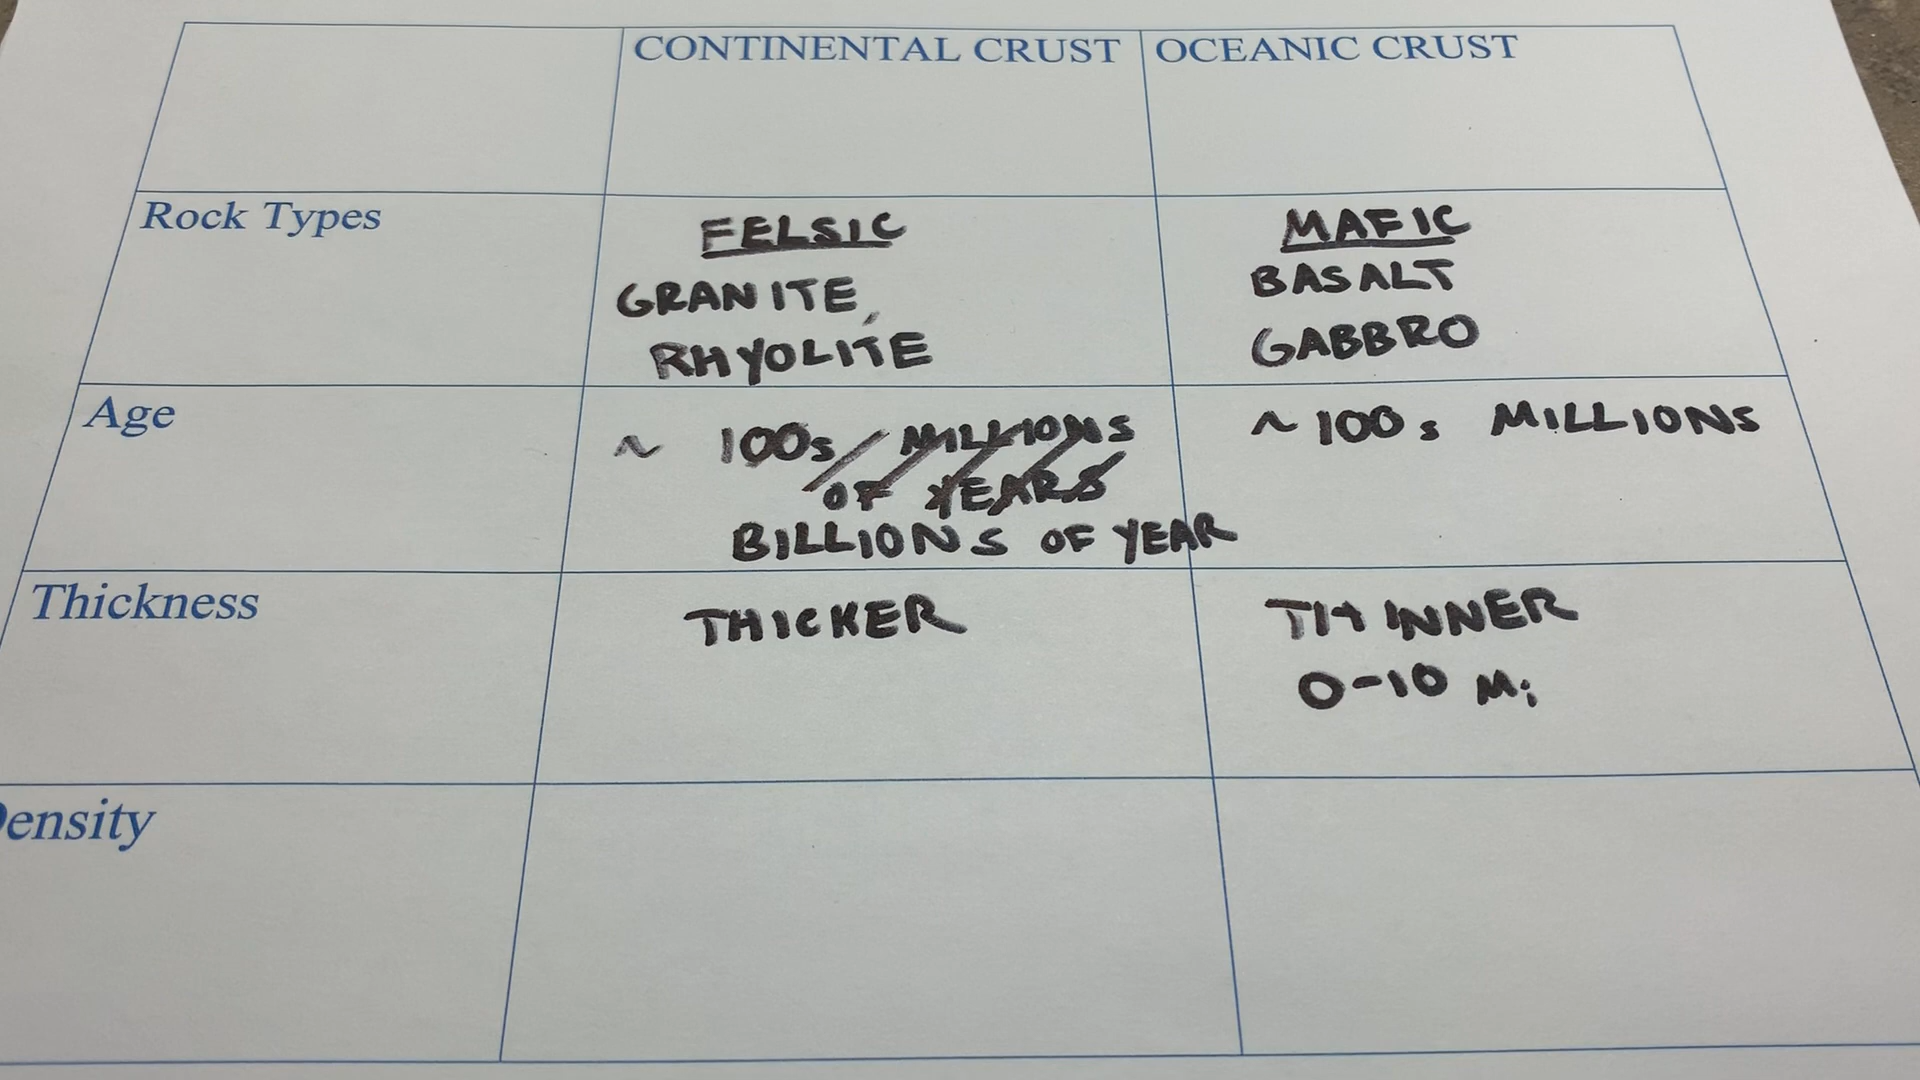 CONTINENTAL CRUST
OCEANIC CRUST
Rock Types
FELSIC
GRANITE,
RHYOLITE
MAFIC
BASALT
GABBRO
Age
~ 100s MILLIONS
OF YEARS
BILLIONS OF YEAR
~ 100s MILLIONS
Thickness
THICKER
THINNER
0-10 Mi
Density